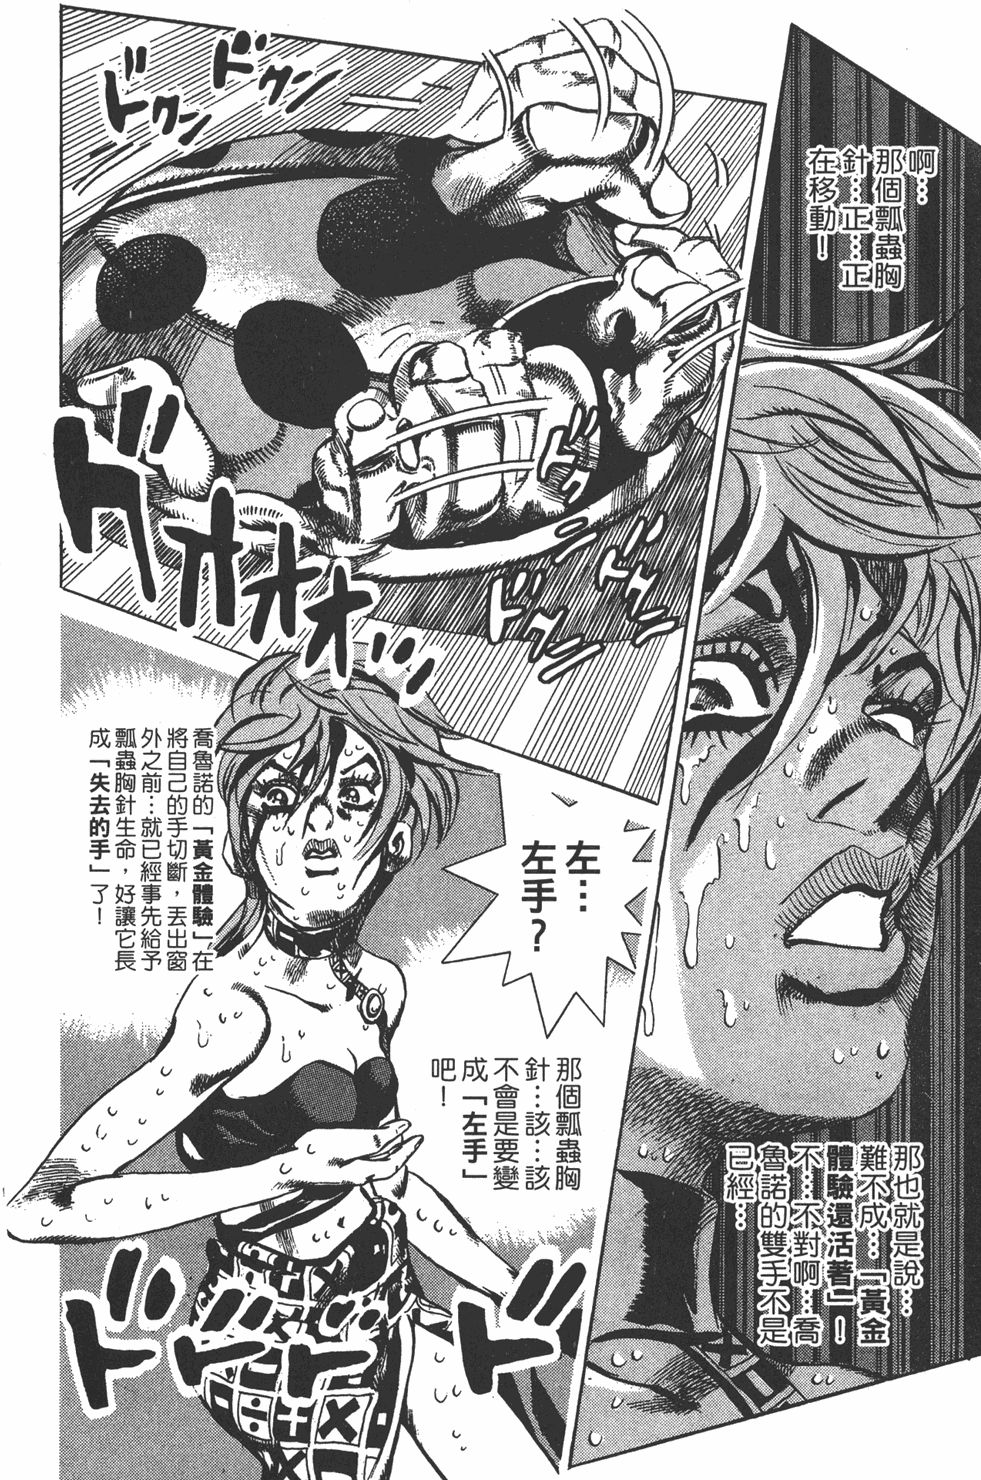 啊…
那個瓢蟲胸
針…正…正
在移動！
那也就是說…
難不成…「黃金
體驗還活著」！
不…不對啊…喬
魯諾的雙手不是
已經…
ドクン
ドクン
ドクン
ドクン
ドオオオッ…
左…
左手？
那個瓢蟲胸
針…該…該
不會是要變
成「左手」
吧！
喬魯諾的「黃金體驗」在
將自己的手切斷，丟出窗
外之前…就已經事先給予
瓢蟲胸針生命，好讓它長
成「失去的手」了！
ドドドド